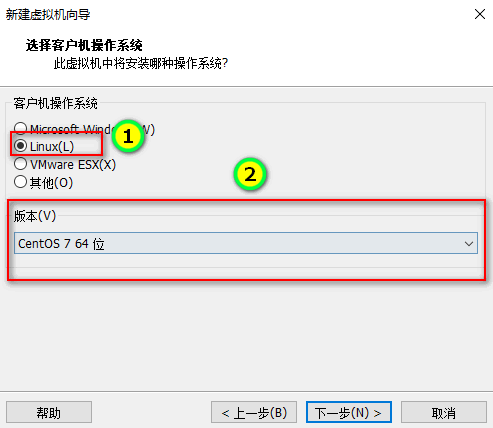 新建虚拟机向导
选择客户机操作系统
此虚拟机中将安装哪种操作系统?
客户机操作系统
Microsoft Window W)
1
Linux(L)
VMware ESX(X)
2
其他(O)
版本(V)
CentOS 7 64 位
帮助
< 上一步(B)
下一步(N) >
取消